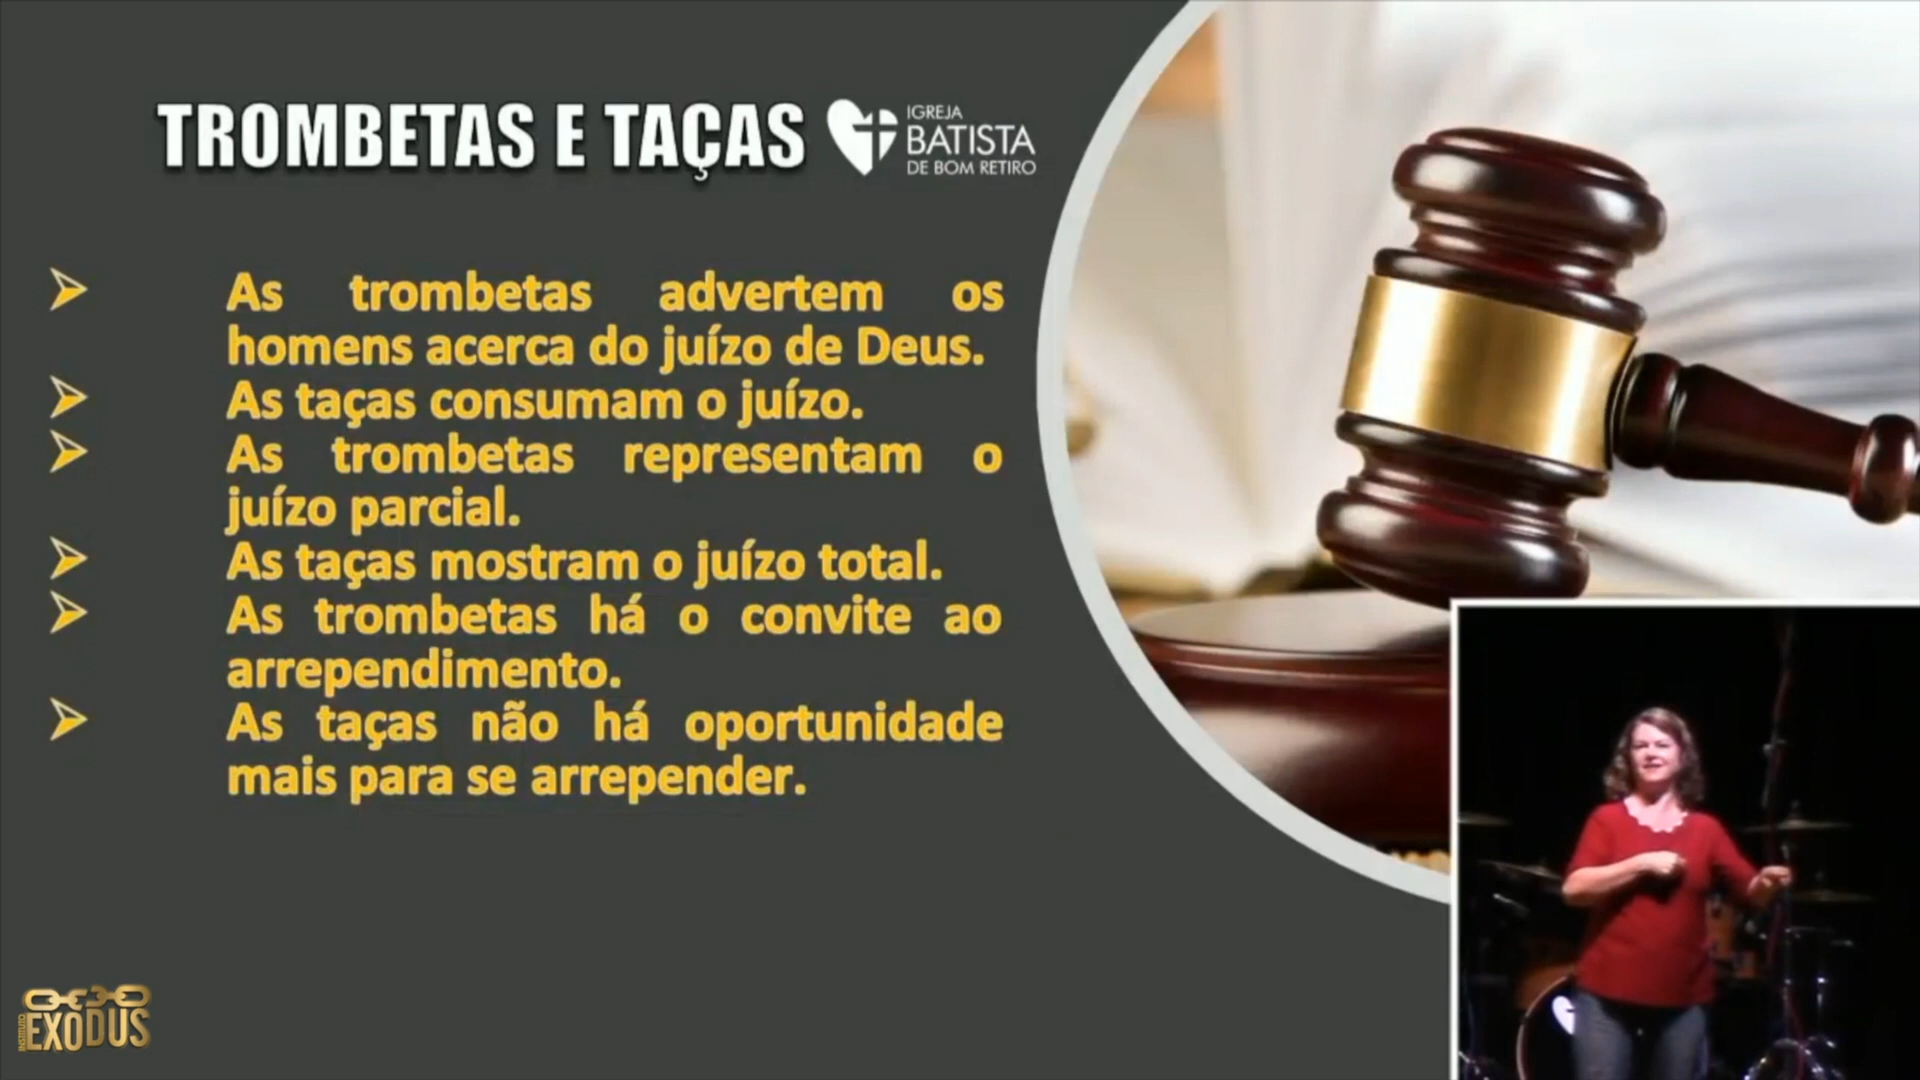 TROMBETAS E TAÇAS
IGREJA
BATISTA
DE BOM RETIRO
As trombetas advertem os
homens acerca do juízo de Deus.
As taças consumam o juízo.
As trombetas representam o
juízo parcial.
As taças mostram o juízo total.
As trombetas há o convite ao
arrependimento.
As taças não há oportunidade
mais para se arrepender.
INSTITUTO
EXODUS